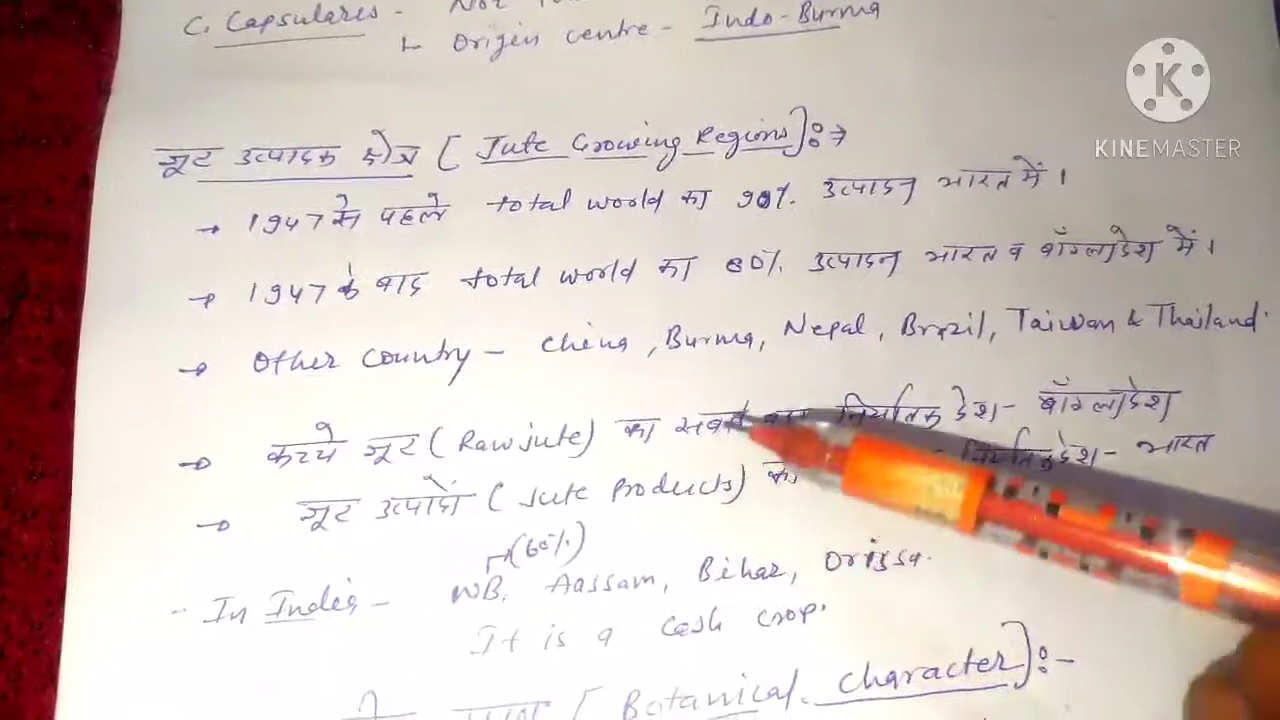 C. Capsulares - Not
↳ Origin centre - Indo-Burma
K
KINEMASTER
जूट उत्पादक क्षेत्र [Jute Growing Regions]:→
→ 1947 से पहले total world का 90% उत्पादन भारत में।
→ 1947 के बाद total world का 80% उत्पादन भारत व बाँग्लादेश में।
→ Other Country - China, Burma, Nepal, Brazil, Taiwan & Thailand
→ कच्चे जूट (Raw jute) का सबसे निर्यातक देश - बाँग्लादेश
→ जूट उत्पादों (Jute Products) का - निर्यातक देश - भारत
(60%)
- In India - WB, Aassam, Bihar, Orissa.
It is a cash crop.
[Botanical character]:-